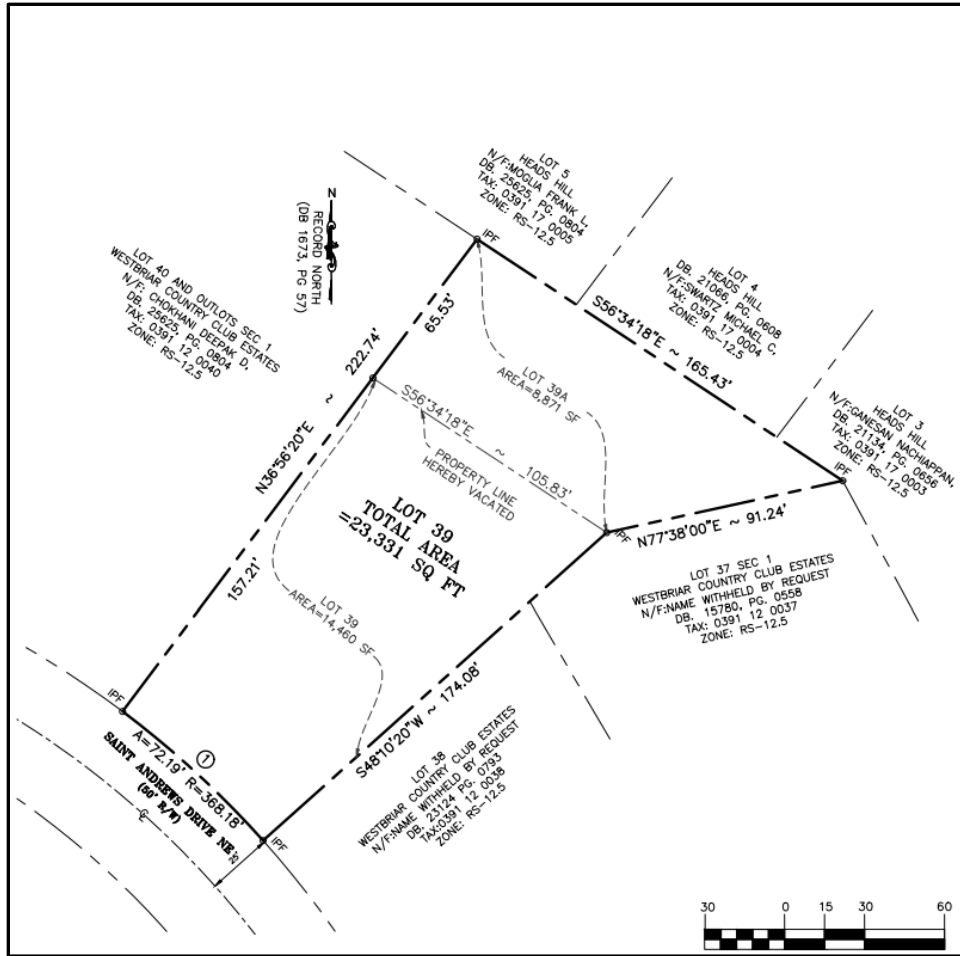 LOT 5
HEADS HILL
N/F:MOGLIA FRANK L,
DB. 25625, PG. 0804
TAX: 0391 17 0005
ZONE: RS-12.5
N
RECORD NORTH
(DB 1673, PG 57)
LOT 40 AND OUTLOTS SEC 1
WESTBRIAR COUNTRY CLUB ESTATES
N/F: CHOKHANI DEEPAK D,
DB. 25625, PG. 0804
TAX: 0391 12 0040
ZONE: RS-12.5
IPF
65.53'
LOT 4
HEADS HILL
DB. 21066, PG. 0608
N/F:SWARTZ MICHAEL C,
TAX: 0391 17 0004
ZONE: RS-12.5
S56°34'18"E ~ 165.43'
LOT 3
HEADS HILL
N/F:GANESAN NACHIAPPAN,
DB. 21134, PG. 0656
TAX: 0391 17 0003
ZONE: RS-12.5
IPF
N36°56'20"E ~ 222.74'
LOT 39A
AREA=8,871 SF
S56°34'18"E ~ 105.83'
PROPERTY LINE
HEREBY VACATED
LOT 39
TOTAL AREA
=23,331 SQ FT
IPF
N77°38'00"E ~ 91.24'
LOT 37 SEC 1
WESTBRIAR COUNTRY CLUB ESTATES
N/F:NAME WITHHELD BY REQUEST
DB. 15780, PG. 0558
TAX: 0391 12 0037
ZONE: RS-12.5
157.21'
LOT 39
AREA=14,460 SF
S48°10'20"W ~ 174.08'
IPF
1
A=72.19' R=368.18'
SAINT ANDREWS DRIVE NE
(50' R/W)
CL
25'
IPF
LOT 38
WESTBRIAR COUNTRY CLUB ESTATES
N/F:NAME WITHHELD BY REQUEST
DB. 23124 PG. 0793
TAX:0391 12 0038
ZONE: RS-12.5
30 0 15 30 60